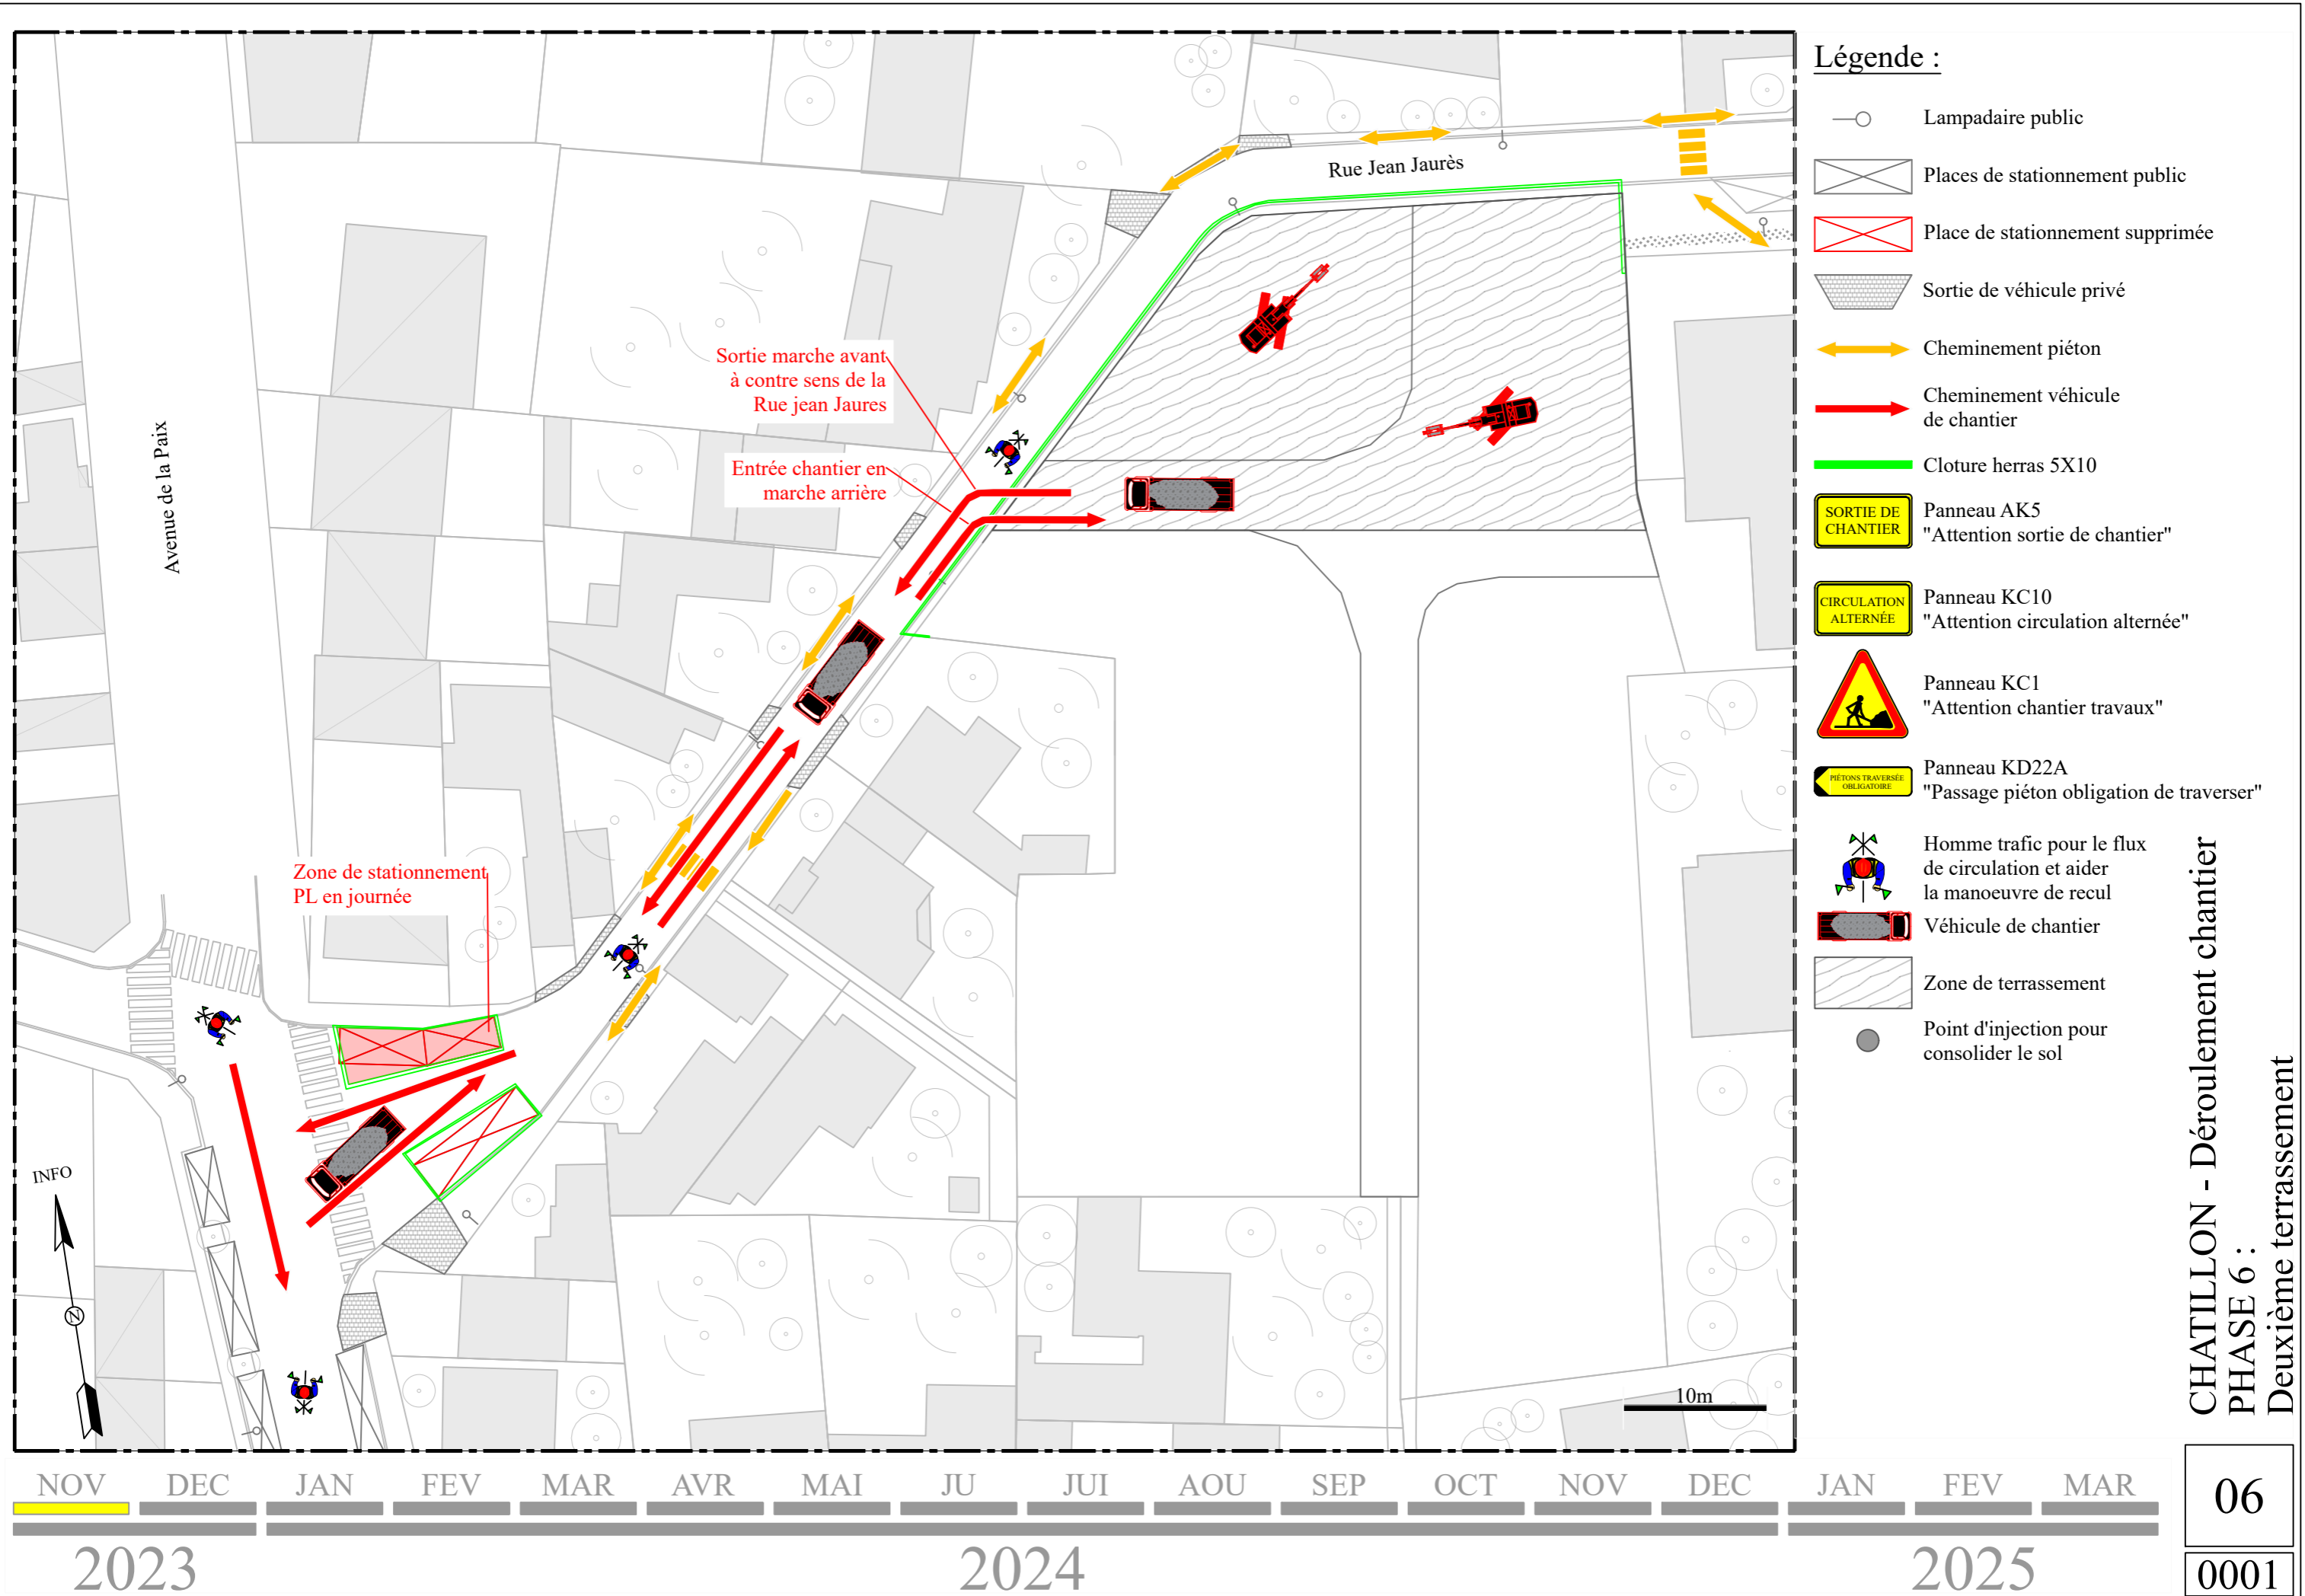 Légende :
Lampadaire public
Places de stationnement public
Place de stationnement supprimée
Sortie de véhicule privé
Cheminement piéton
Cheminement véhicule
de chantier
Cloture herras 5X10
SORTIE DE
CHANTIER
Panneau AK5
"Attention sortie de chantier"
CIRCULATION
ALTERNÉE
Panneau KC10
"Attention circulation alternée"
Panneau KC1
"Attention chantier travaux"
PIÉTONS TRAVERSÉE
OBLIGATOIRE
Panneau KD22A
"Passage piéton obligation de traverser"
Homme trafic pour le flux
de circulation et aider
la manoeuvre de recul
Véhicule de chantier
Zone de terrassement
Point d'injection pour
consolider le sol
Rue Jean Jaurès
Avenue de la Paix
Sortie marche avant
à contre sens de la
Rue jean Jaures
Entrée chantier en
marche arrière
Zone de stationnement
PL en journée
INFO
N
10m
CHATILLON - Déroulement chantier
PHASE 6 :
Deuxième terrassement
NOV DEC JAN FEV MAR AVR MAI JU JUI AOU SEP OCT NOV DEC JAN FEV MAR
2023 2024 2025
06
0001